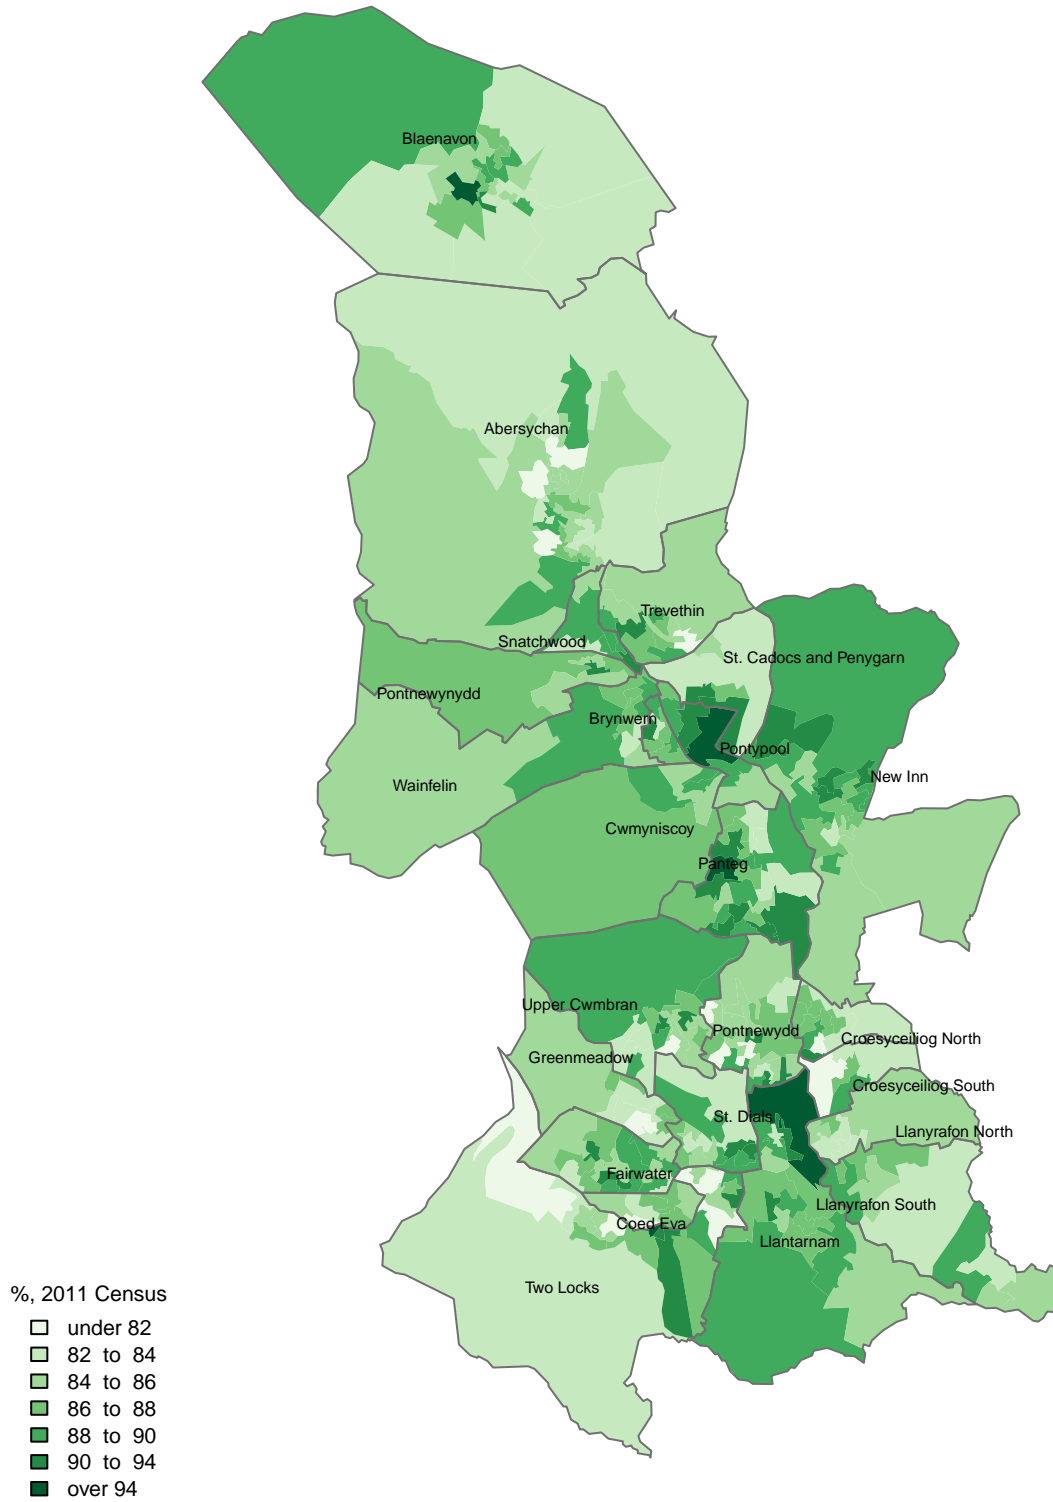 Blaenavon
Abersychan
Trevethin
Snatchwood
St. Cadocs and Penygarn
Pontnewynydd
Brynwern
Pontypool
New Inn
Wainfelin
Cwmyniscoy
Panteg
Upper Cwmbran
Pontnewydd
Croesyceiliog North
Greenmeadow
Croesyceiliog South
St. Dials
Llanyrafon North
Fairwater
Llanyrafon South
Coed Eva
Llantarnam
Two Locks
%, 2011 Census
under 82
82 to 84
84 to 86
86 to 88
88 to 90
90 to 94
over 94